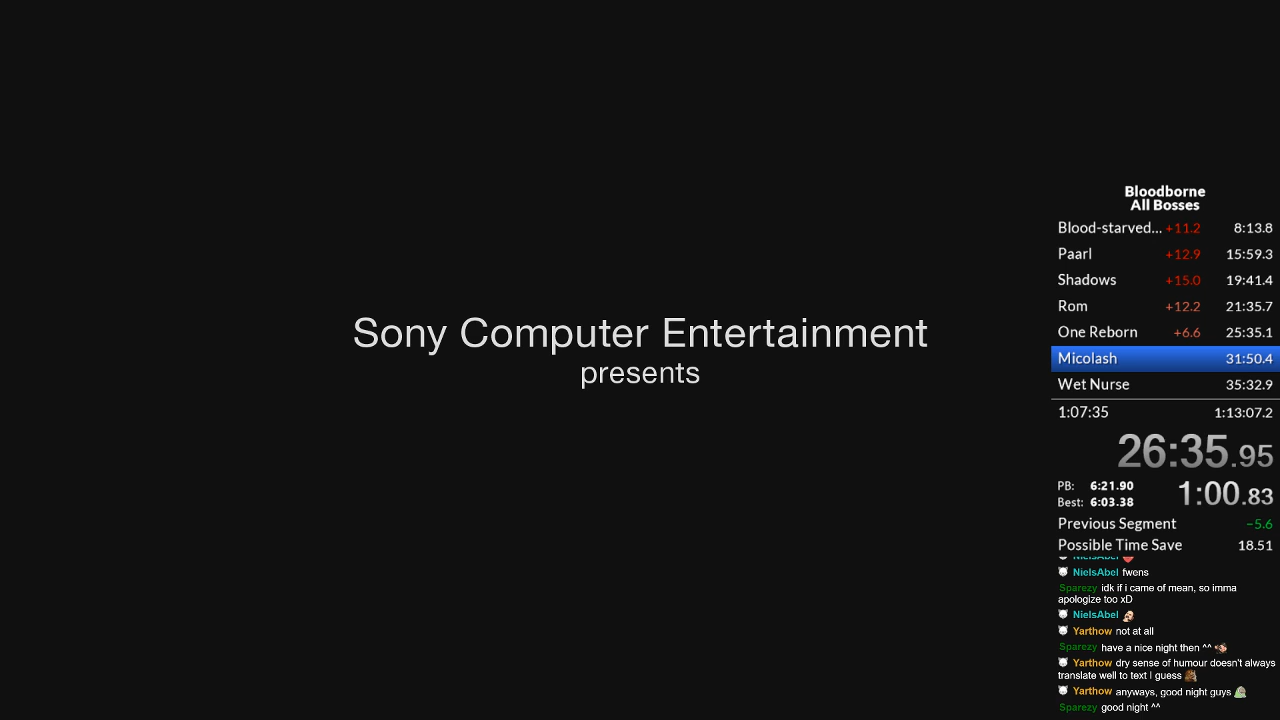 Sony Computer Entertainment
presents
Bloodborne
All Bosses
Blood-starved... +11.2 8:13.8
Paarl +12.9 15:59.3
Shadows +15.0 19:41.4
Rom +12.2 21:35.7
One Reborn +6.6 25:35.1
Micolash 31:50.4
Wet Nurse 35:32.9
1:07:35 1:13:07.2
26:35.95
PB: 6:21.90 1:00.83
Best: 6:03.38
Previous Segment −5.6
Possible Time Save 18.51
NielsAbel
NielsAbel fwens
Sparezy idk if i came of mean, so imma
apologize too xD
NielsAbel
Yarthow not at all
Sparezy have a nice night then ^^
Yarthow dry sense of humour doesn't always
translate well to text I guess
Yarthow anyways, good night guys
Sparezy good night ^^